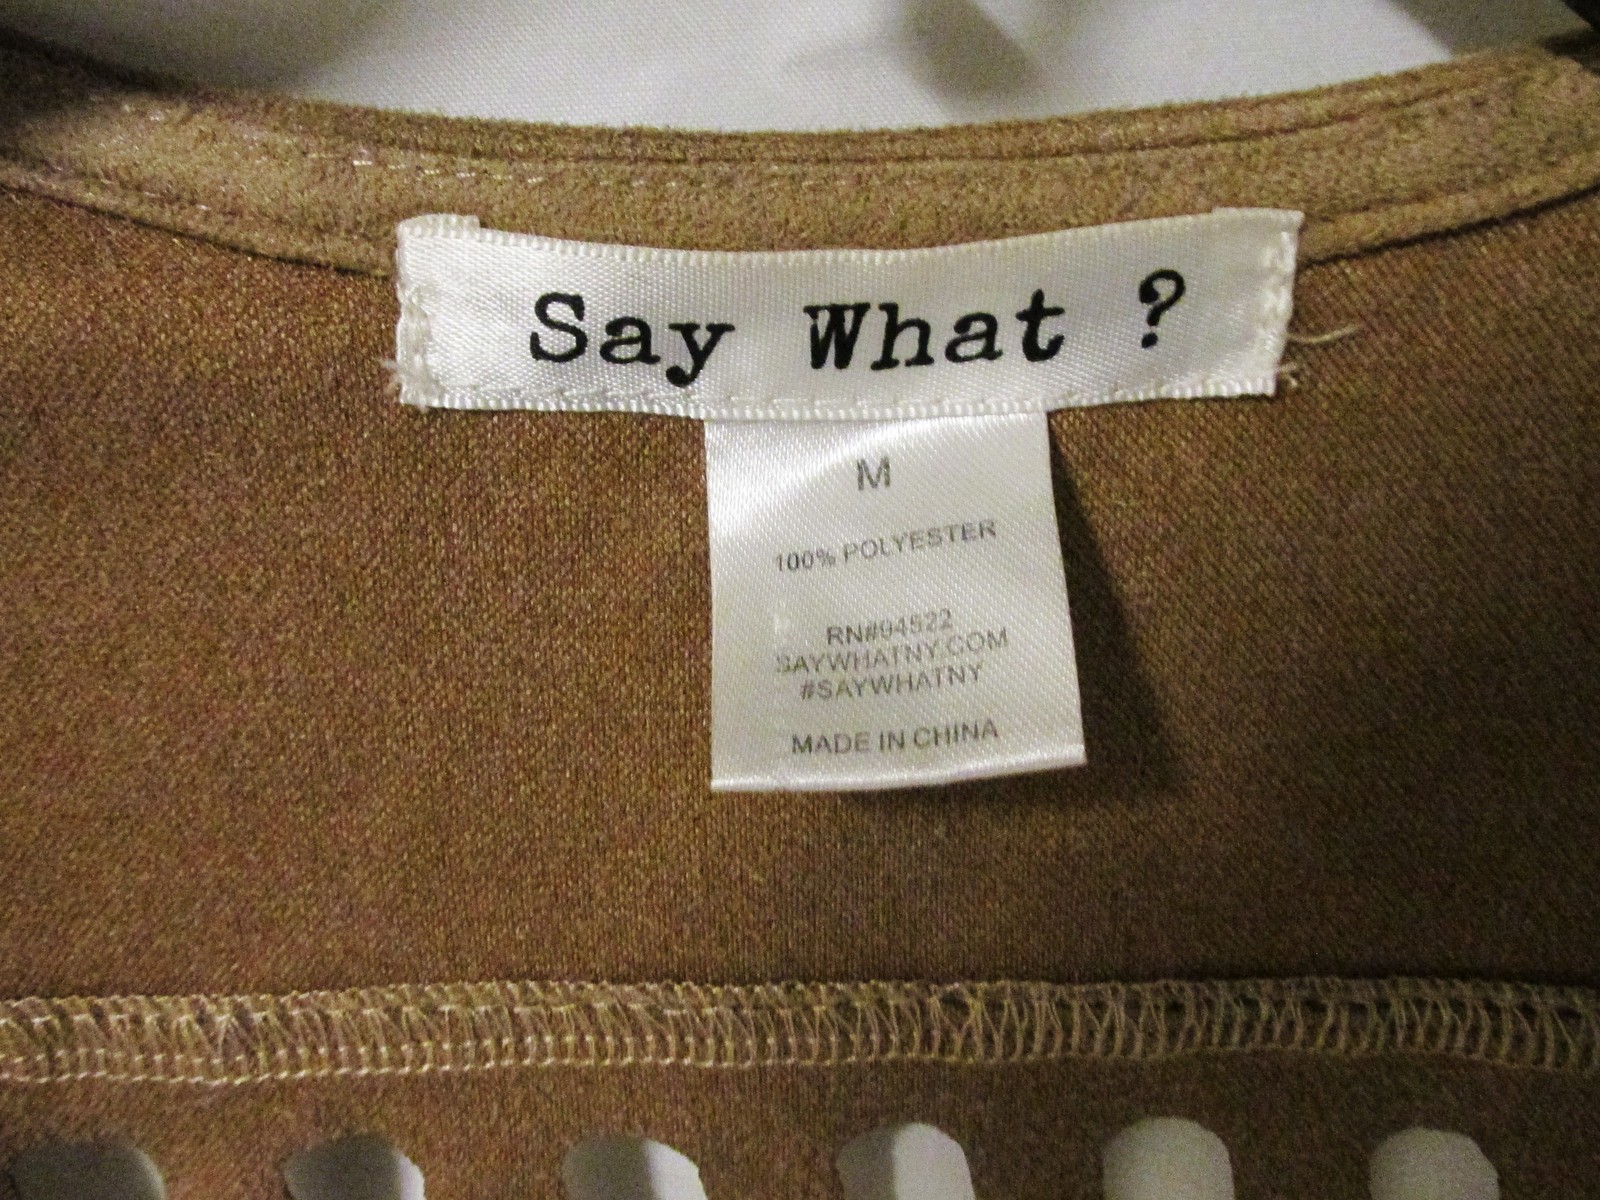 Say What ?
M
100% POLYESTER
RN#94522
SAYWHATNY.COM
#SAYWHATNY
MADE IN CHINA